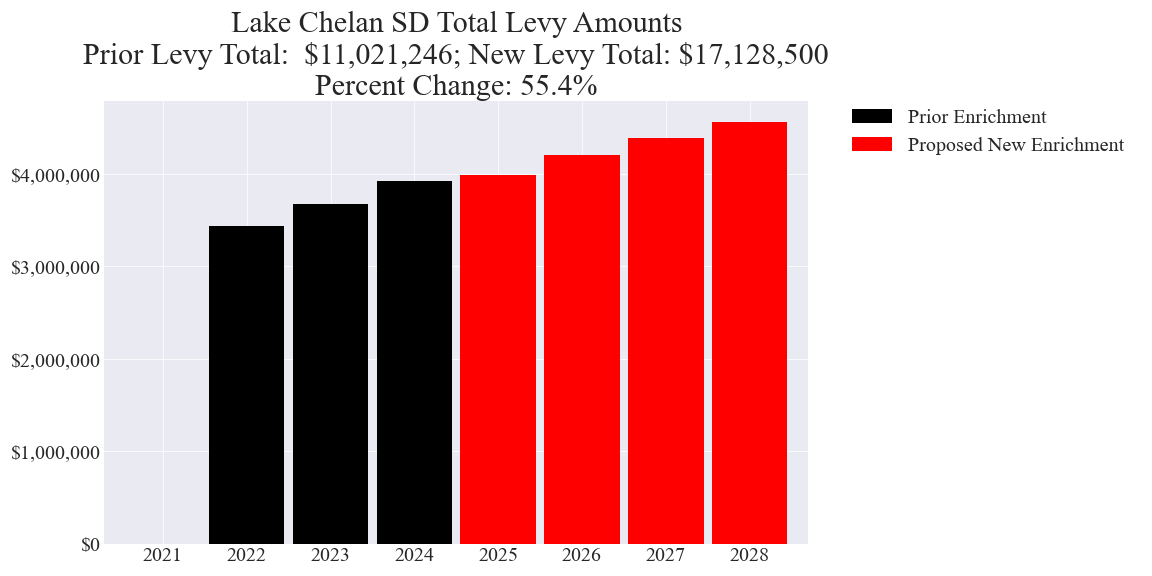 Lake Chelan SD Total Levy Amounts
Prior Levy Total:  $11,021,246; New Levy Total: $17,128,500
Percent Change: 55.4%
Prior Enrichment
Proposed New Enrichment
$4,000,000
$3,000,000
$2,000,000
$1,000,000
$0
2021 2022 2023 2024 2025 2026 2027 2028